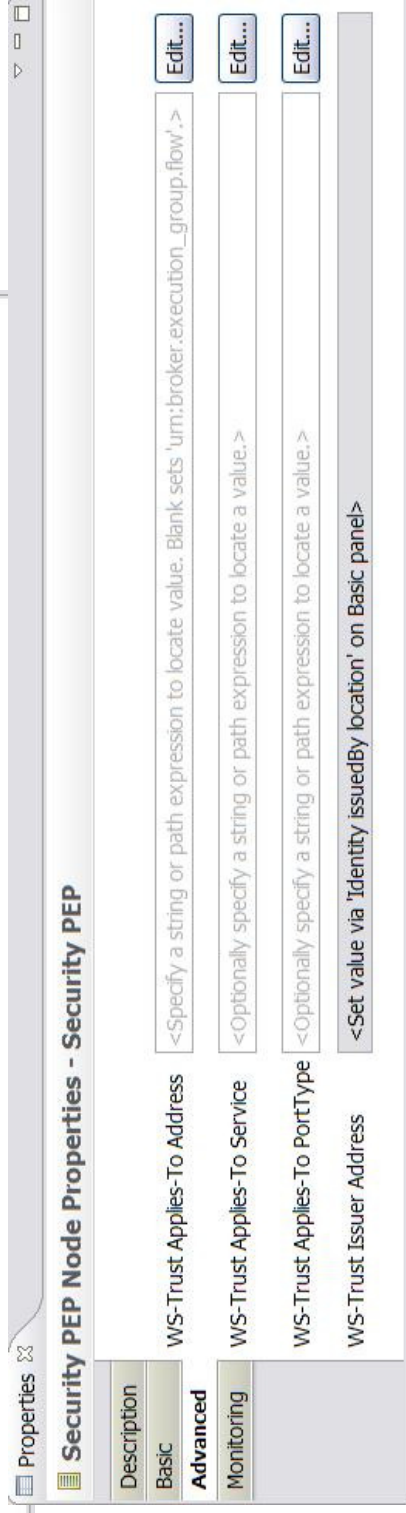 Properties
Security PEP Node Properties - Security PEP
Description
Basic
Advanced
Monitoring
WS-Trust Applies-To Address <Specify a string or path expression to locate value. Blank sets 'urn:broker.execution_group.flow'.> Edit...
WS-Trust Applies-To Service <Optionally specify a string or path expression to locate a value.> Edit...
WS-Trust Applies-To PortType <Optionally specify a string or path expression to locate a value.> Edit...
WS-Trust Issuer Address <Set value via 'Identity issuedBy location' on Basic panel>